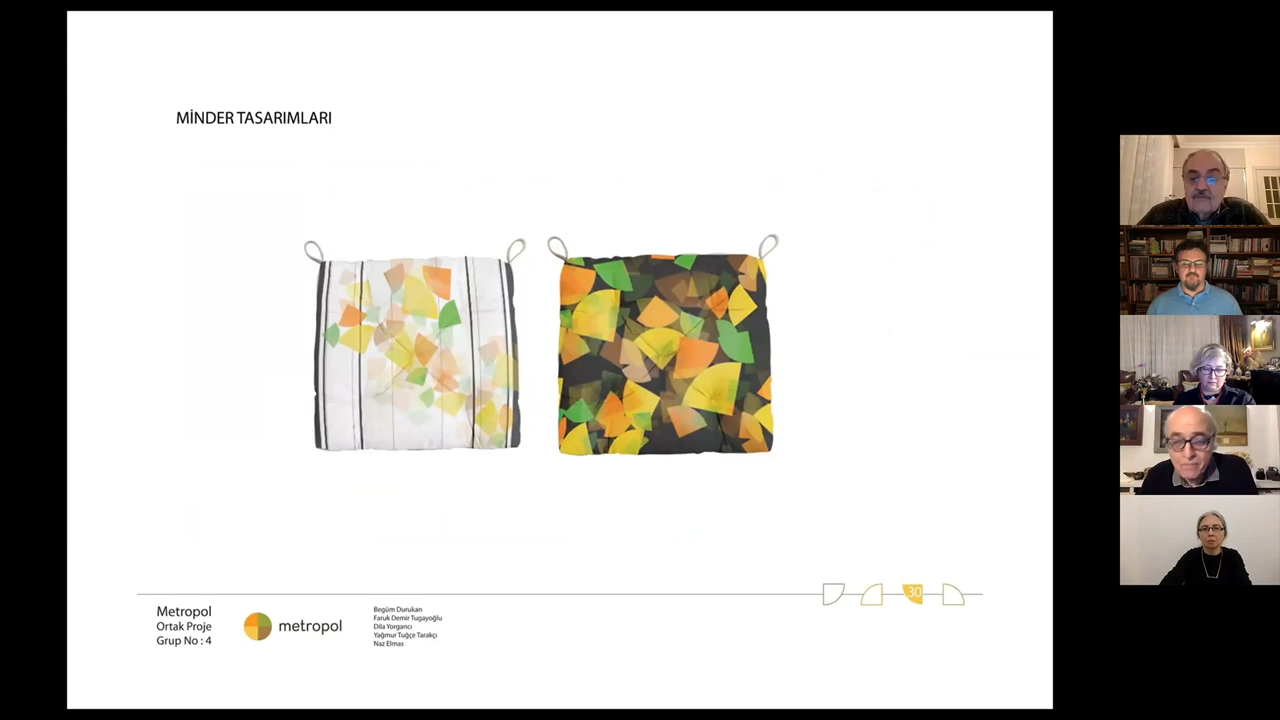 MİNDER TASARIMLARI
Metropol
Ortak Proje
Grup No : 4
metropol
Begüm Durukan
Faruk Demir Tugayoğlu
Dila Yorgancı
Yağmur Tuğçe Tarakçı
Naz Elmas
30